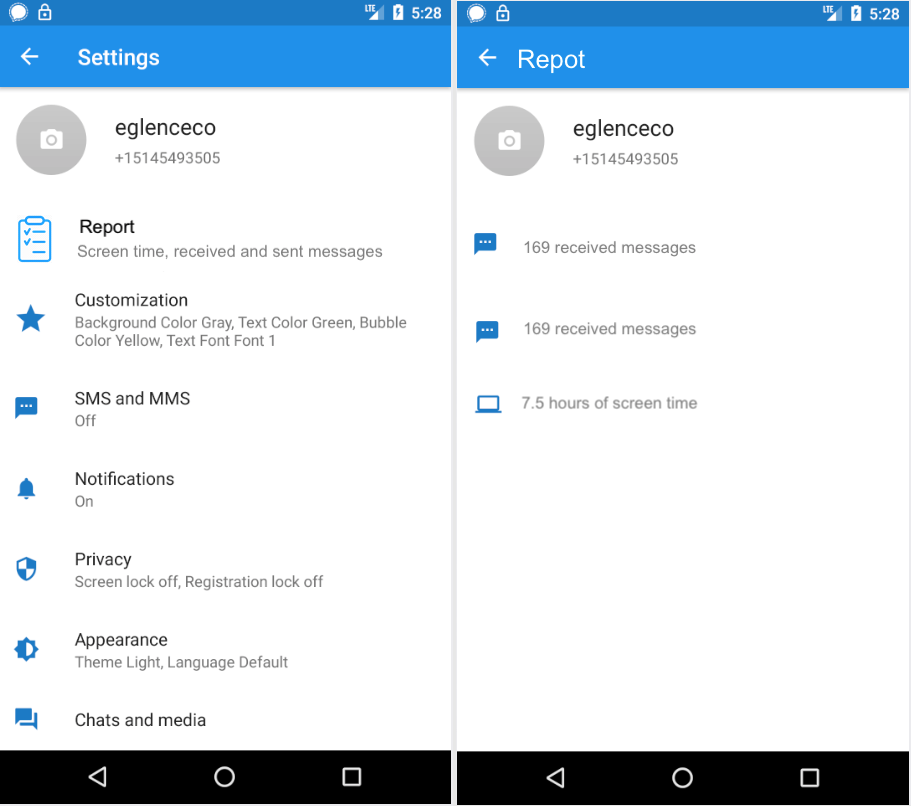 LTE 5:28
Settings
eglenceco
+15145493505
Report
Screen time, received and sent messages
Customization
Background Color Gray, Text Color Green, Bubble
Color Yellow, Text Font Font 1
SMS and MMS
Off
Notifications
On
Privacy
Screen lock off, Registration lock off
Appearance
Theme Light, Language Default
Chats and media
LTE 5:28
Repot
eglenceco
+15145493505
169 received messages
169 received messages
7.5 hours of screen time